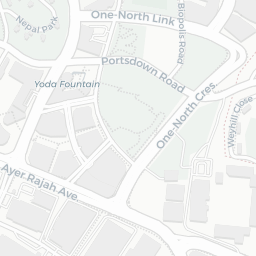 One-North Link
Biopolis Road
Nepal Park
Portsdown Road
Yoda Fountain
One-North Cres
Weyhill Close
Ayer Rajah Ave